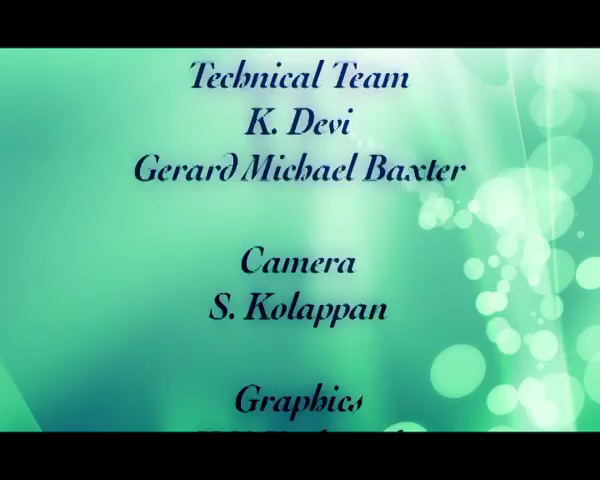 Technical Team
K. Devi
Gerard Michael Baxter
Camera
S. Kolappan
Graphics